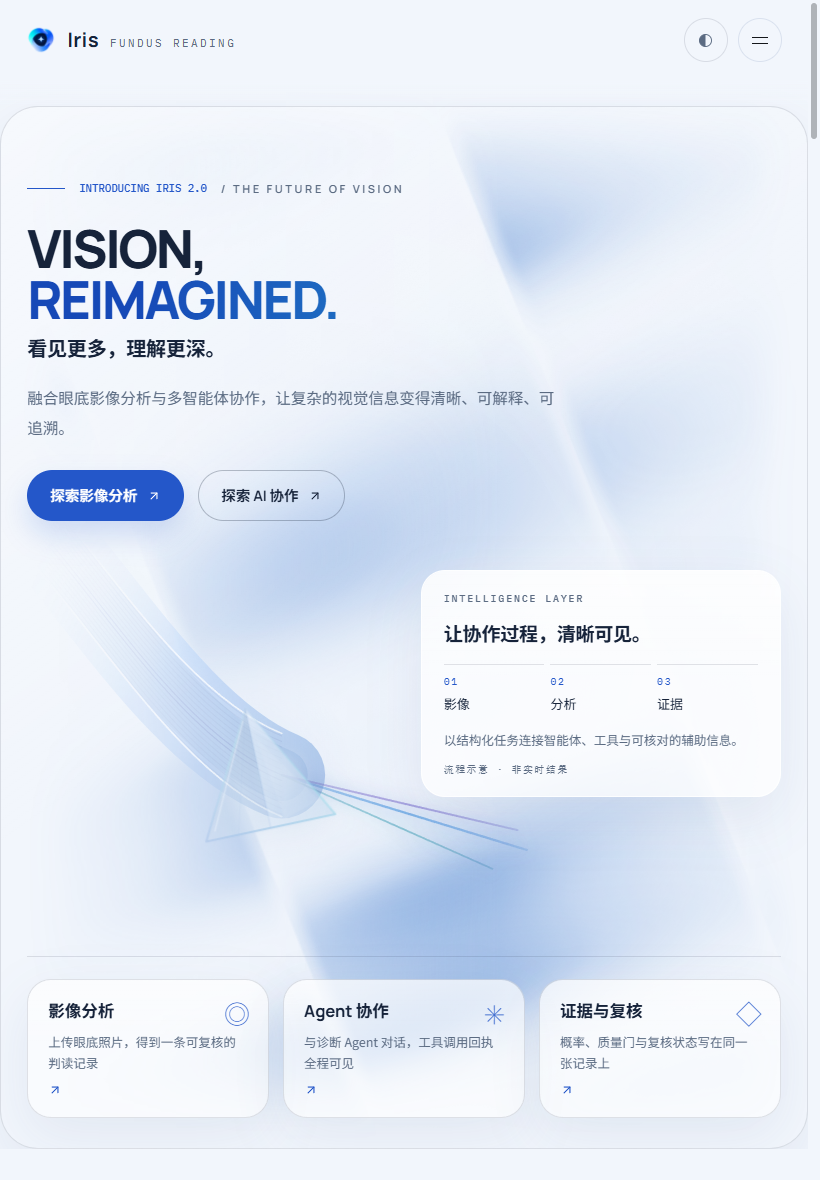 Iris FUNDUS READING
INTRODUCING IRIS 2.0 / THE FUTURE OF VISION
VISION,
REIMAGINED.
看见更多，理解更深。
融合眼底影像分析与多智能体协作，让复杂的视觉信息变得清晰、可解释、可
追溯。
探索影像分析
探索 AI 协作
INTELLIGENCE LAYER
让协作过程，清晰可见。
01 02 03
影像 分析 证据
以结构化任务连接智能体、工具与可核对的辅助信息。
流程示意 · 非实时结果
影像分析
上传眼底照片，得到一条可复核的
判读记录
Agent 协作
与诊断 Agent 对话，工具调用回执
全程可见
证据与复核
概率、质量门与复核状态写在同一
张记录上